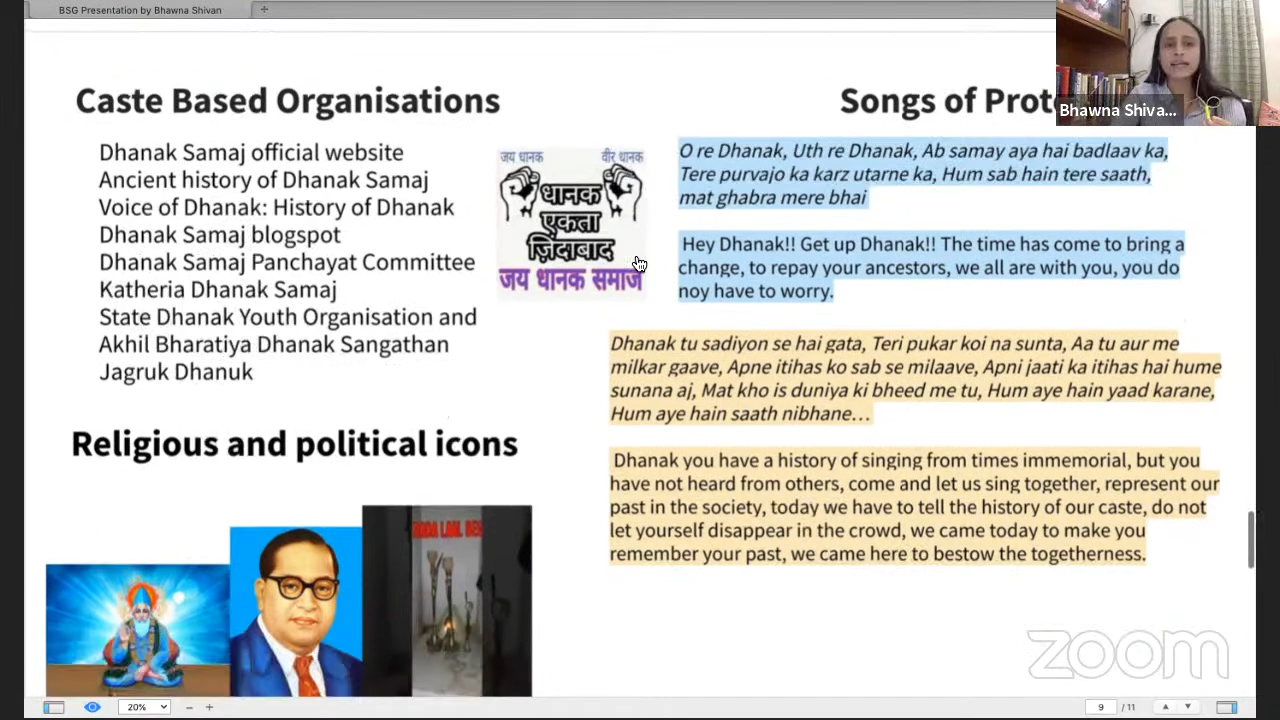 BSG Presentation by Bhawna Shivan
Caste Based Organisations
Dhanak Samaj official website
Ancient history of Dhanak Samaj
Voice of Dhanak: History of Dhanak
Dhanak Samaj blogspot
Dhanak Samaj Panchayat Committee
Katheria Dhanak Samaj
State Dhanak Youth Organisation and
Akhil Bharatiya Dhanak Sangathan
Jagruk Dhanuk
जय धानक वीर धानक
धानक
एकता
ज़िदाबाद
जय धानक समाज
Religious and political icons
Songs of Prot
O re Dhanak, Uth re Dhanak, Ab samay aya hai badlaav ka,
Tere purvajo ka karz utarne ka, Hum sab hain tere saath,
mat ghabra mere bhai
Hey Dhanak!! Get up Dhanak!! The time has come to bring a
change, to repay your ancestors, we all are with you, you do
noy have to worry.
Dhanak tu sadiyon se hai gata, Teri pukar koi na sunta, Aa tu aur me
milkar gaave, Apne itihas ko sab se milaave, Apni jaati ka itihas hai hume
sunana aj, Mat kho is duniya ki bheed me tu, Hum aye hain yaad karane,
Hum aye hain saath nibhane...
Dhanak you have a history of singing from times immemorial, but you
have not heard from others, come and let us sing together, represent our
past in the society, today we have to tell the history of our caste, do not
let yourself disappear in the crowd, we came today to make you
remember your past, we came here to bestow the togetherness.
Bhawna Shiva...
zoom
20%
9 / 11